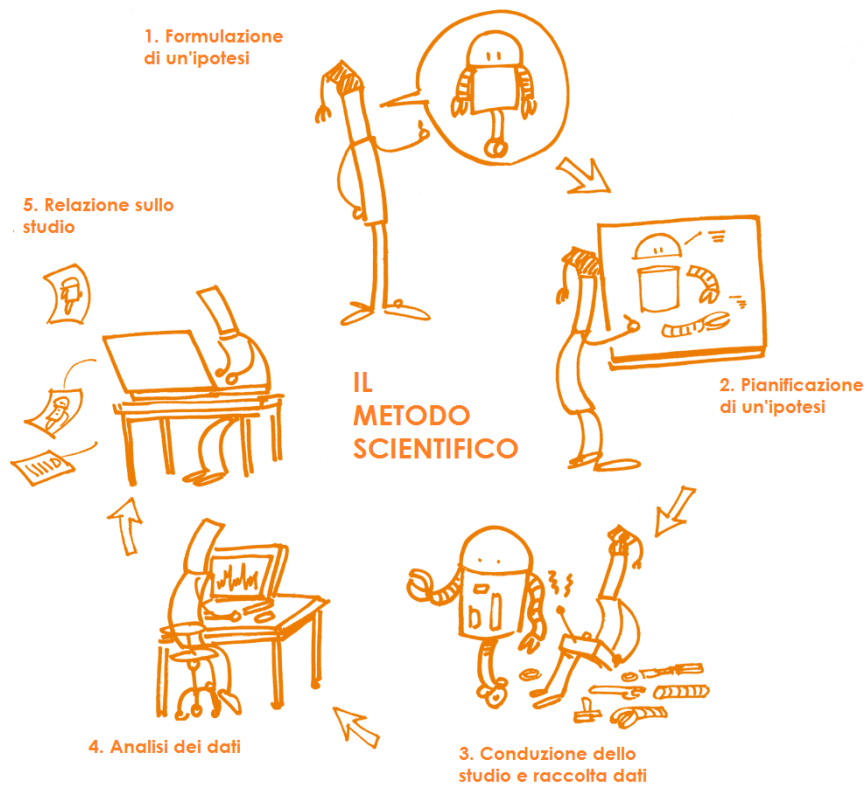 1. Formulazione
di un'ipotesi
5. Relazione sullo
studio
IL
METODO
SCIENTIFICO
2. Pianificazione
di un'ipotesi
4. Analisi dei dati
3. Conduzione dello
studio e raccolta dati